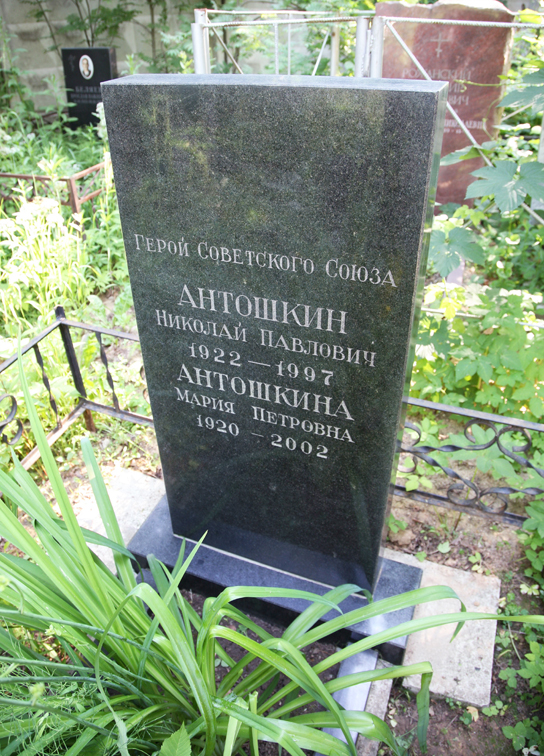 Герой Советского Союза
АНТОШКИН
Николай Павлович
1922 — 1997
АНТОШКИНА
Мария Петровна
1920 — 2002